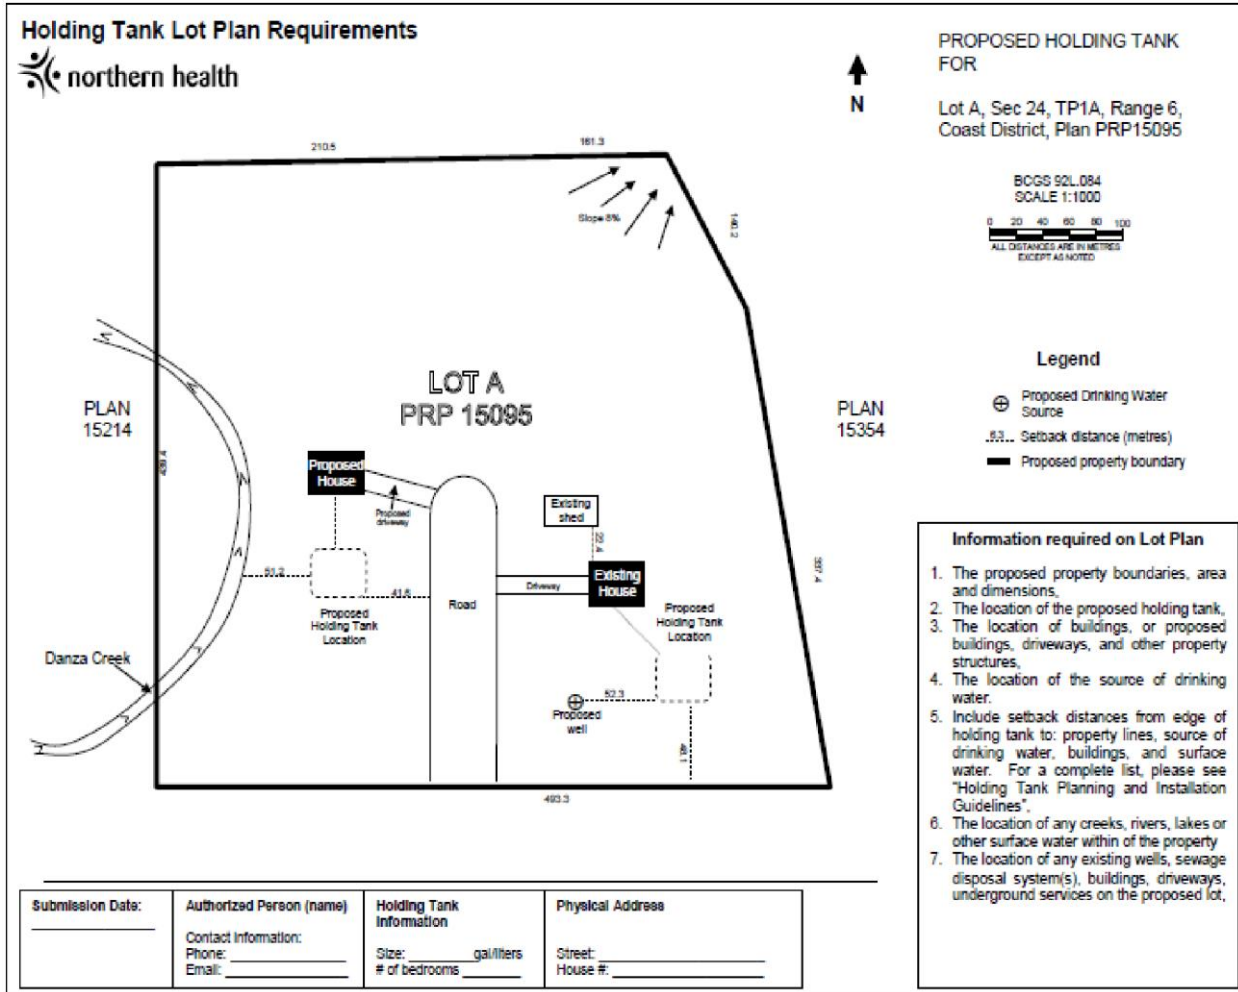 Holding Tank Lot Plan Requirements
northern health
N
PROPOSED HOLDING TANK
FOR
Lot A, Sec 24, TP1A, Range 6,
Coast District, Plan PRP15095
BCGS 92L.084
SCALE 1:1000
0 20 40 60 80 100
ALL DISTANCES ARE IN METRES
EXCEPT AS NOTED
210.5
161.3
Slope 8%
PLAN
15214
LOT A
PRP 15095
PLAN
15354
Proposed
House
Proposed
driveway
Existing
shed
22.4
Driveway
Existing
House
51.2
Road
Proposed
Holding Tank
Location
Proposed
Holding Tank
Location
Danza Creek
52.3
Proposed
well
493.3
Legend
Proposed Drinking Water
Source
Setback distance (metres)
Proposed property boundary
Information required on Lot Plan
1. The proposed property boundaries, area
and dimensions,
2. The location of the proposed holding tank,
3. The location of buildings, or proposed
buildings, driveways, and other property
structures,
4. The location of the source of drinking
water.
5. Include setback distances from edge of
holding tank to: property lines, source of
drinking water, buildings, and surface
water. For a complete list, please see
“Holding Tank Planning and Installation
Guidelines”,
6. The location of any creeks, rivers, lakes or
other surface water within of the property
7. The location of any existing wells, sewage
disposal system(s), buildings, driveways,
underground services on the proposed lot,
Submission Date:
Authorized Person (name)
Contact Information:
Phone:
Email:
Holding Tank
Information
Size: gal/liters
# of bedrooms
Physical Address
Street:
House #: